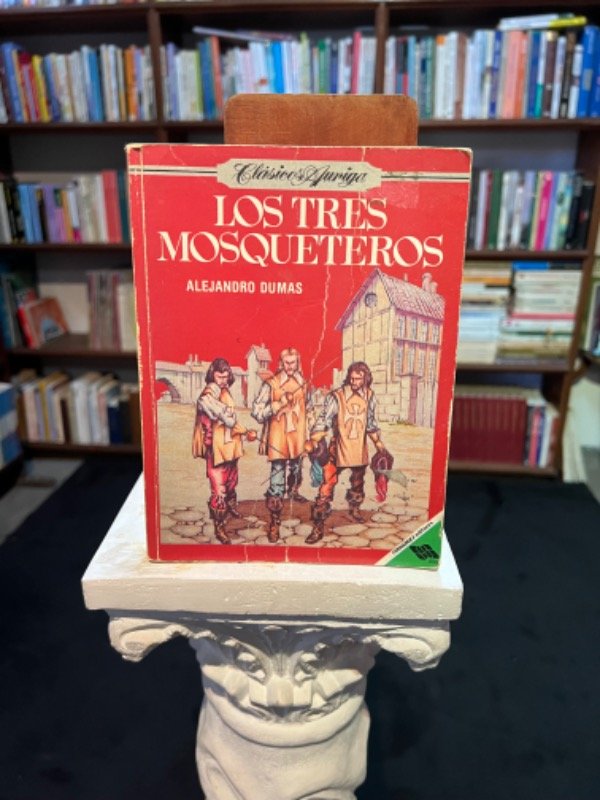 Clásicos Auriga
LOS TRES
MOSQUETEROS
ALEJANDRO DUMAS